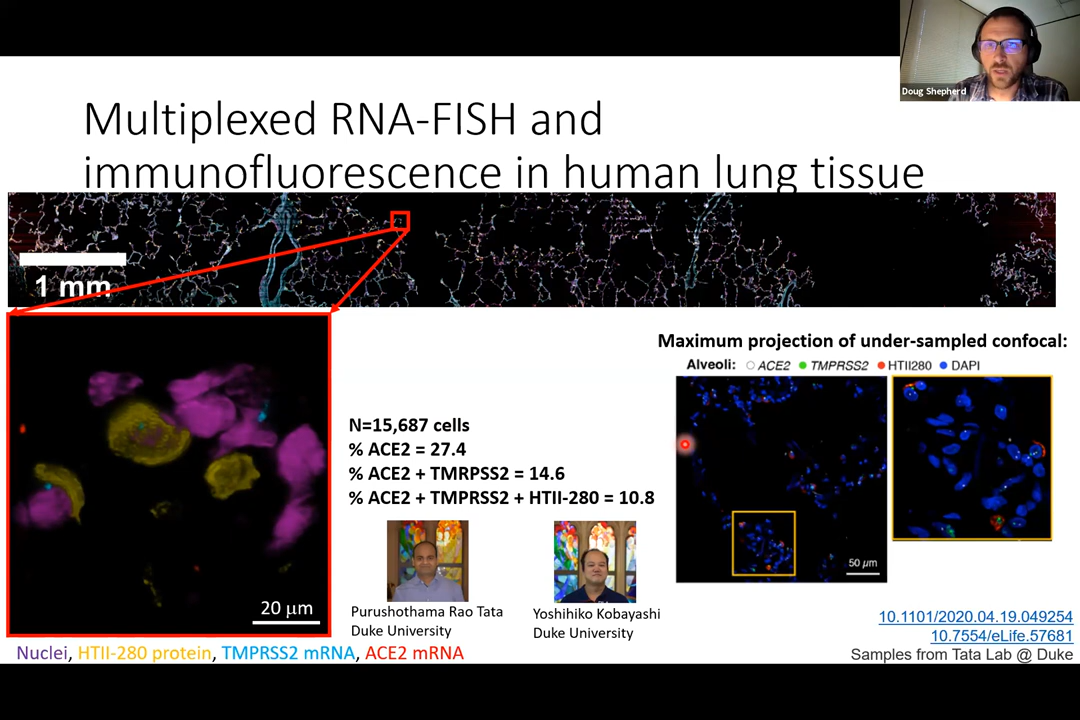 Doug Shepherd
Multiplexed RNA-FISH and
immunofluorescence in human lung tissue
1 mm
Maximum projection of under-sampled confocal:
Alveoli: ACE2 TMPRSS2 HTII280 DAPI
N=15,687 cells
% ACE2 = 27.4
% ACE2 + TMRPSS2 = 14.6
% ACE2 + TMPRSS2 + HTII-280 = 10.8
50 µm
20 µm
Purushothama Rao Tata
Duke University
Yoshihiko Kobayashi
Duke University
10.1101/2020.04.19.049254
10.7554/eLife.57681
Samples from Tata Lab @ Duke
Nuclei, HTII-280 protein, TMPRSS2 mRNA, ACE2 mRNA